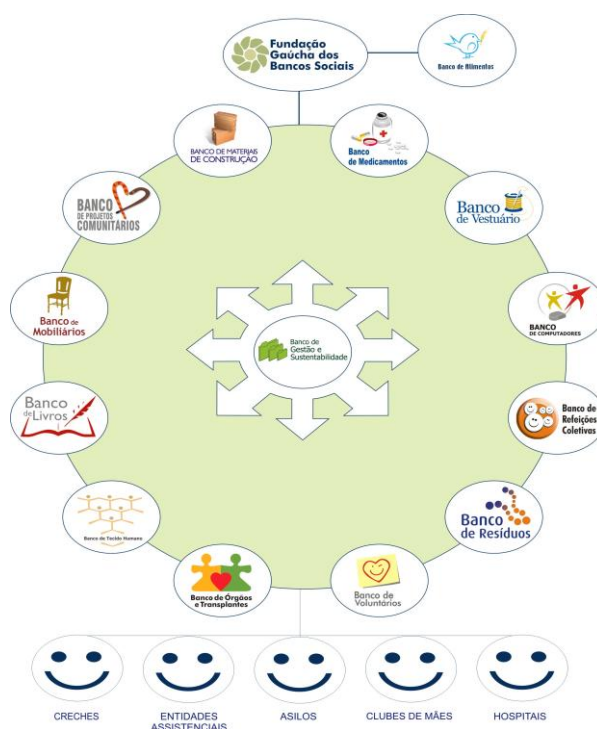 Fundação
Gaúcha dos
Bancos Sociais
Banco de Alimentos
BANCO DE MATERIAIS
DE CONSTRUÇÃO
Banco
de Medicamentos
BANCO
DE PROJETOS
COMUNITÁRIOS
Banco
de Vestuário
Banco de
Mobiliários
BANCO
DE COMPUTADORES
Banco de
Gestão e
Sustentabilidade
Banco
de Livros
Banco de
Refeições
Coletivas
Banco de Tecido Humano
Banco
de Resíduos
Banco de Órgãos
e Transplantes
Banco de
Voluntários
CRECHES
ENTIDADES
ASSISTENCIAIS
ASILOS
CLUBES DE MÃES
HOSPITAIS